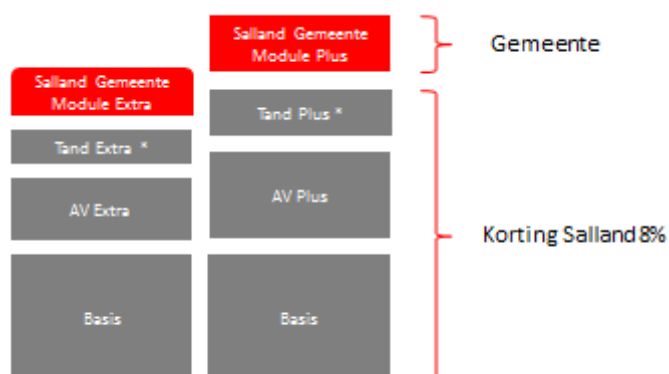 Salland Gemeente
Module Plus
Gemeente
Salland Gemeente
Module Extra
Tand Plus *
Tand Extra *
AV Extra
AV Plus
Korting Salland 8%
Basis
Basis